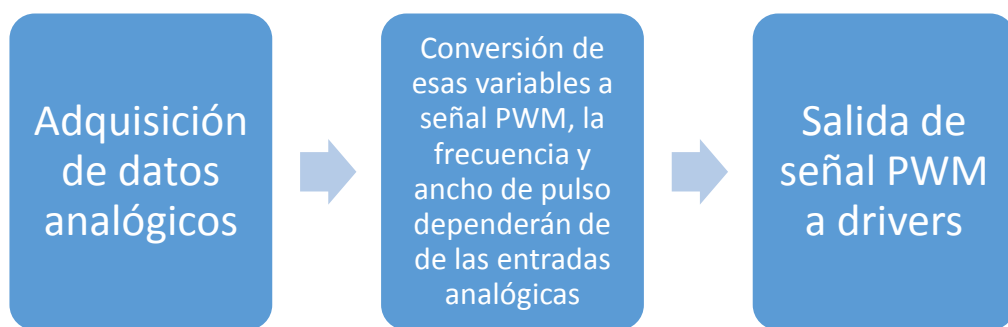 Adquisición
de datos
analógicos
Conversión de
esas variables a
señal PWM, la
frecuencia y
ancho de pulso
dependerán de
de las entradas
analógicas
Salida de
señal PWM
a drivers